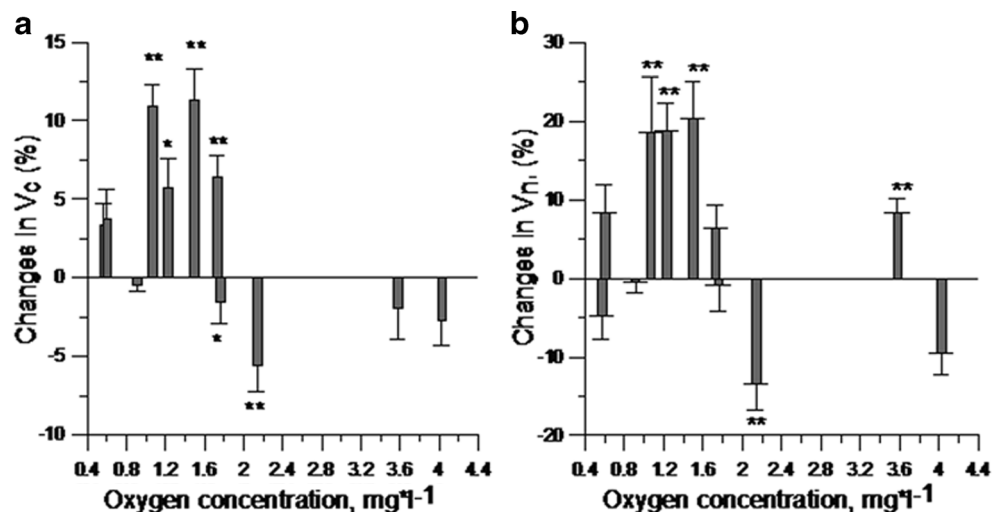 a
15
10
5
0
-5
-10
Changes in Vc (%)
** * ** **
*
**
0.4 0.8 1.2 1.6 2 2.4 2.8 3.2 3.6 4 4.4
Oxygen concentration, mg*l-1
b
30
20
10
0
-10
-20
Changes in Vn. (%)
** ** ** **
**
0.4 0.8 1.2 1.6 2 2.4 2.8 3.2 3.6 4 4.4
Oxygen concentration, mg*l-1